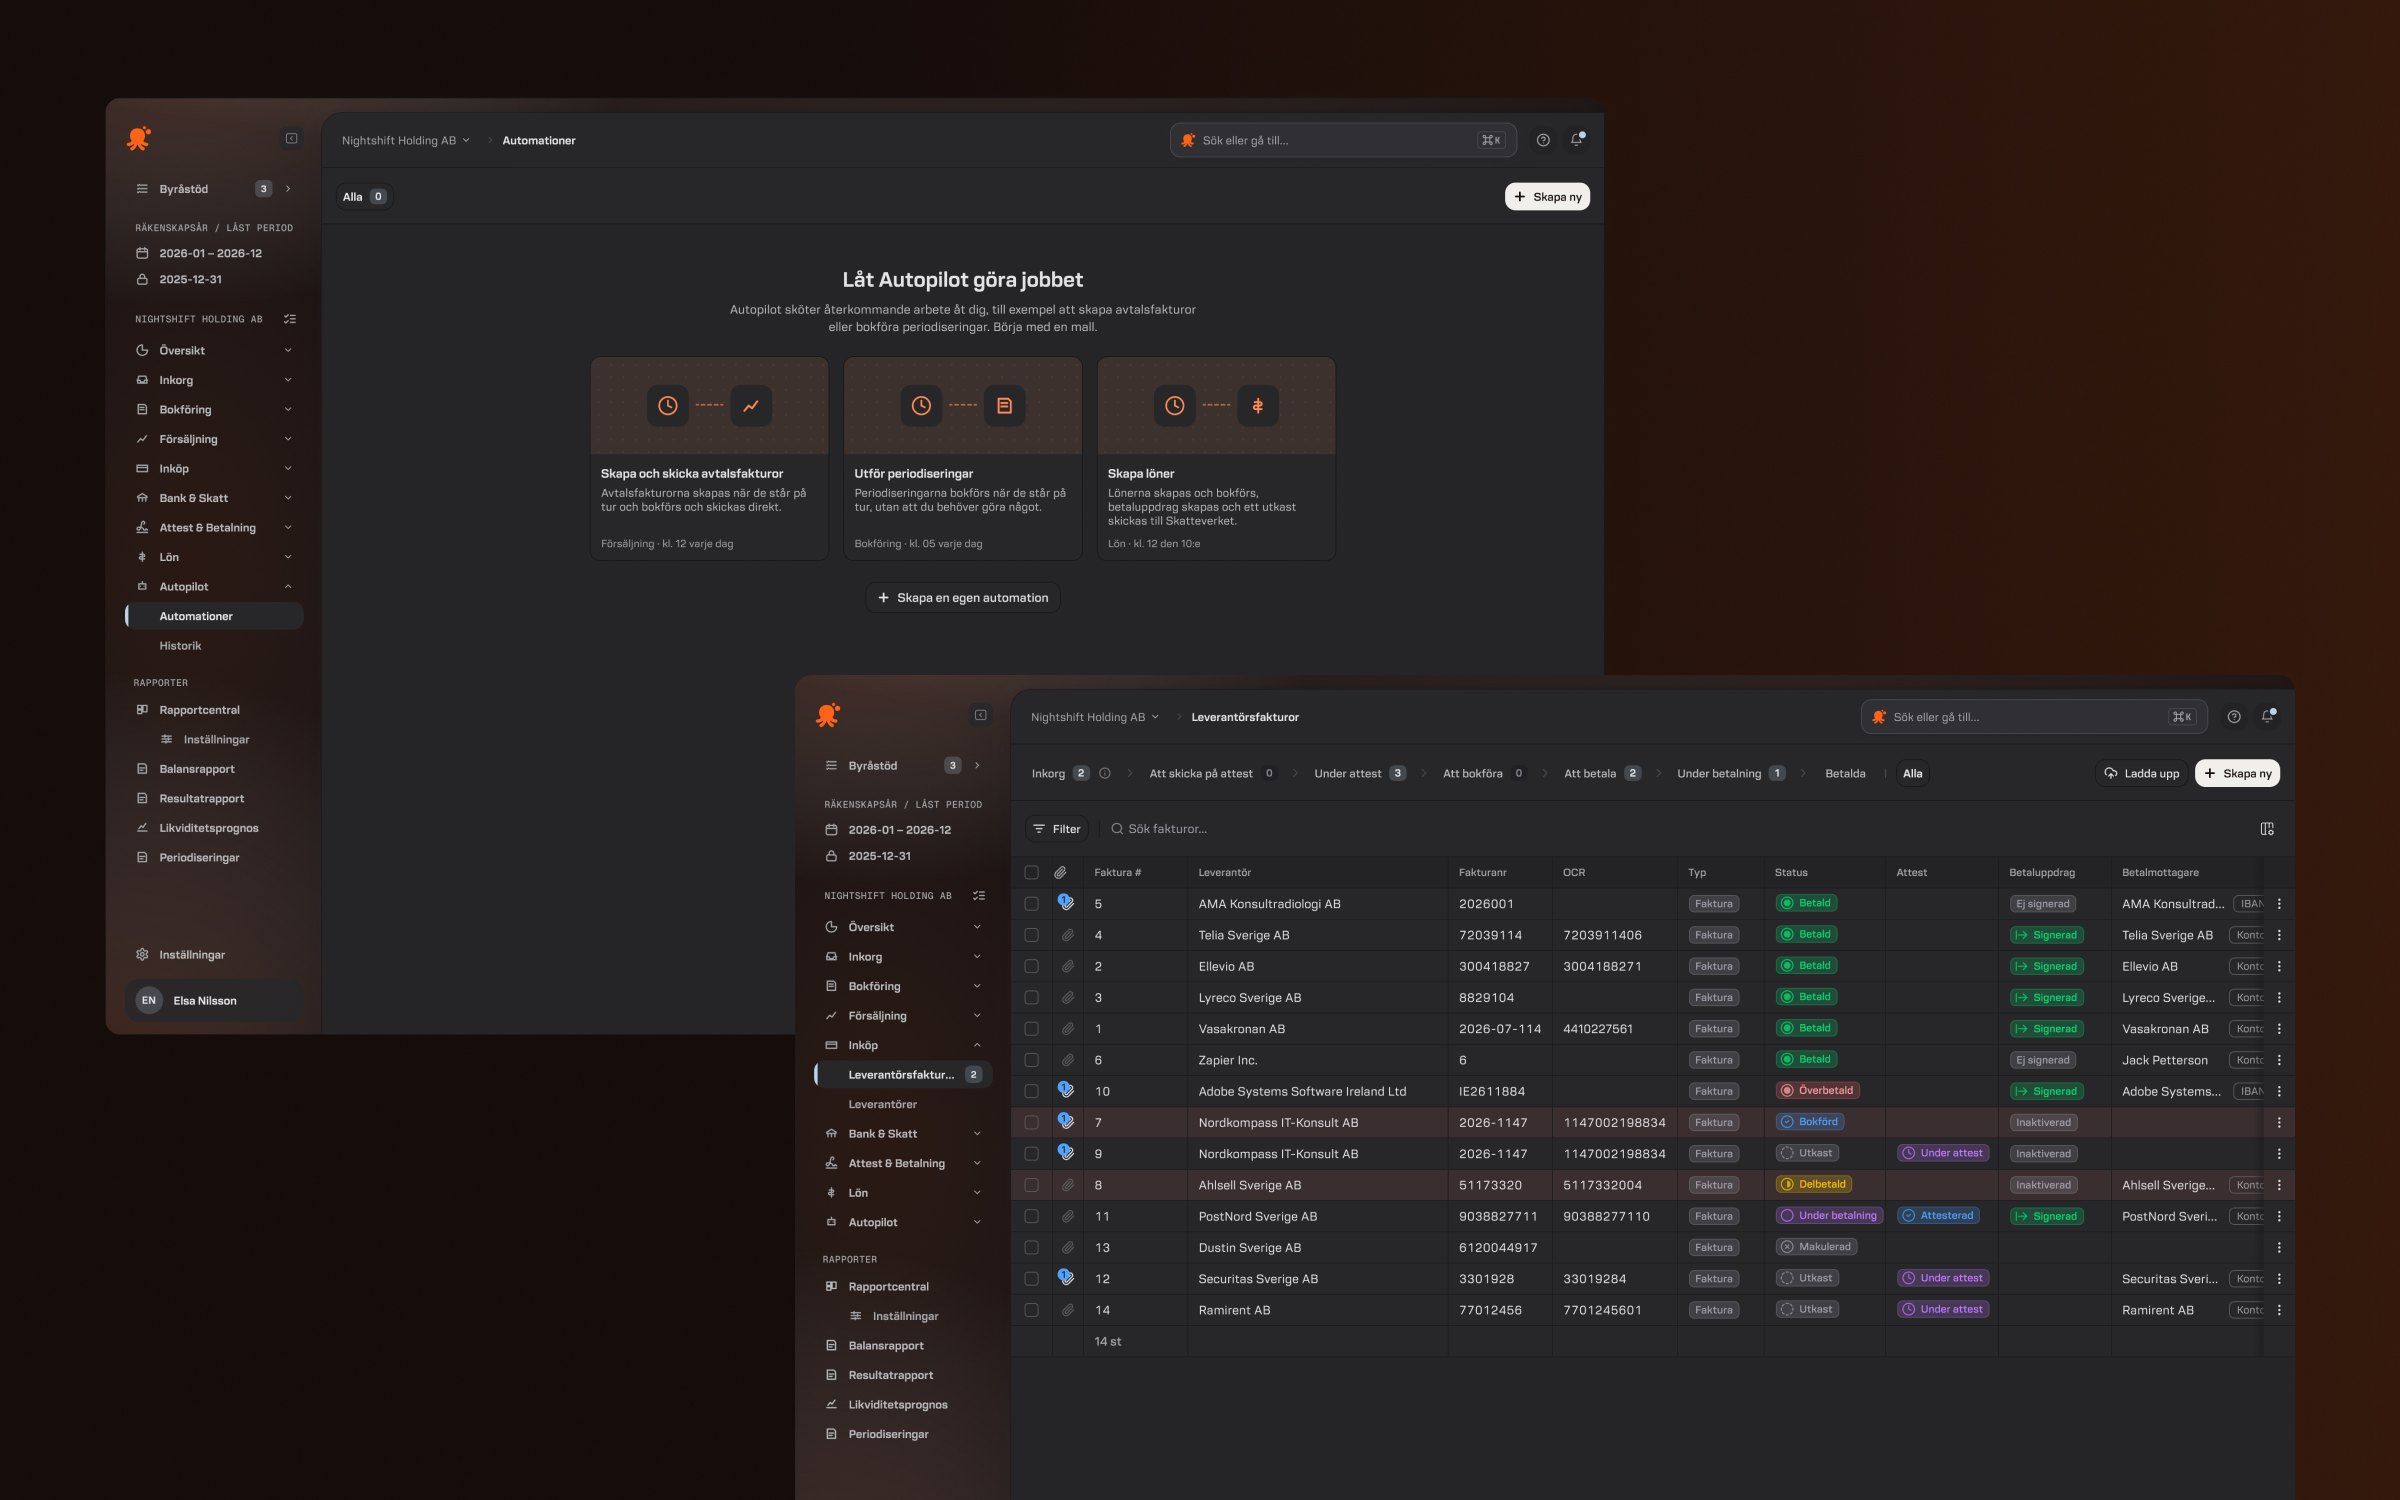 Nightshift Holding AB
Automationer
Sök eller gå till...
⌘K
Byråstöd 3
RÄKENSKAPSÅR / LÅST PERIOD
2026-01 – 2026-12
2025-12-31
NIGHTSHIFT HOLDING AB
Översikt
Inkorg
Bokföring
Försäljning
Inköp
Bank & Skatt
Attest & Betalning
Lön
Autopilot
Automationer
Historik
RAPPORTER
Rapportcentral
Inställningar
Balansrapport
Resultatrapport
Likviditetsprognos
Periodiseringar
Inställningar
EN Elsa Nilsson
Alla 0
Skapa ny
Låt Autopilot göra jobbet
Autopilot sköter återkommande arbete åt dig, till exempel att skapa avtalsfakturor
eller bokföra periodiseringar. Börja med en mall.
Skapa och skicka avtalsfakturor
Avtalsfakturorna skapas när de står på
tur och bokförs och skickas direkt.
Försäljning · kl. 12 varje dag
Utför periodiseringar
Periodiseringarna bokförs när de står på
tur, utan att du behöver göra något.
Bokföring · kl. 05 varje dag
Skapa löner
Lönerna skapas och bokförs,
betaluppdrag skapas och ett utkast
skickas till Skatteverket.
Lön · kl. 12 den 10:e
Skapa en egen automation
Nightshift Holding AB
Leverantörsfakturor
Sök eller gå till...
⌘K
Byråstöd 3
RÄKENSKAPSÅR / LÅST PERIOD
2026-01 – 2026-12
2025-12-31
NIGHTSHIFT HOLDING AB
Översikt
Inkorg
Bokföring
Försäljning
Inköp
Leverantörsfaktur... 2
Leverantörer
Bank & Skatt
Attest & Betalning
Lön
Autopilot
RAPPORTER
Rapportcentral
Inställningar
Balansrapport
Resultatrapport
Likviditetsprognos
Periodiseringar
Inkorg 2 Att skicka på attest 0 Under attest 3 Att bokföra 0 Att betala 2 Under betalning 1 Betalda Alla Ladda upp Skapa ny
Filter Sök fakturor...
Faktura # Leverantör Fakturanr OCR Typ Status Attest Betaluppdrag Betalmottagare
1 5 AMA Konsultradiologi AB 2026001 Faktura Betald Ej signerad AMA Konsultrad... IBAN
4 Telia Sverige AB 72039114 7203911406 Faktura Betald Signerad Telia Sverige AB Kontc
2 Ellevio AB 300418827 3004188271 Faktura Betald Signerad Ellevio AB Kontc
3 Lyreco Sverige AB 8829104 Faktura Betald Signerad Lyreco Sverige... Kontc
1 Vasakronan AB 2026-07-114 4410227561 Faktura Betald Signerad Vasakronan AB Kontc
6 Zapier Inc. 6 Faktura Betald Ej signerad Jack Petterson Kontc
1 10 Adobe Systems Software Ireland Ltd IE2611884 Faktura Överbetald Signerad Adobe Systems... IBAN
1 7 Nordkompass IT-Konsult AB 2026-1147 1147002198834 Faktura Bokförd Inaktiverad
1 9 Nordkompass IT-Konsult AB 2026-1147 1147002198834 Faktura Utkast Under attest Inaktiverad
8 Ahlsell Sverige AB 51173320 5117332004 Faktura Delbetald Inaktiverad Ahlsell Sverige... Kontc
11 PostNord Sverige AB 9038827711 90388277110 Faktura Under betalning Attesterad Signerad PostNord Sveri... Kontc
13 Dustin Sverige AB 6120044917 Faktura Makulerad
1 12 Securitas Sverige AB 3301928 33019284 Faktura Utkast Under attest Securitas Sveri... Kontc
14 Ramirent AB 77012456 7701245601 Faktura Utkast Under attest Ramirent AB Kontc
14 st